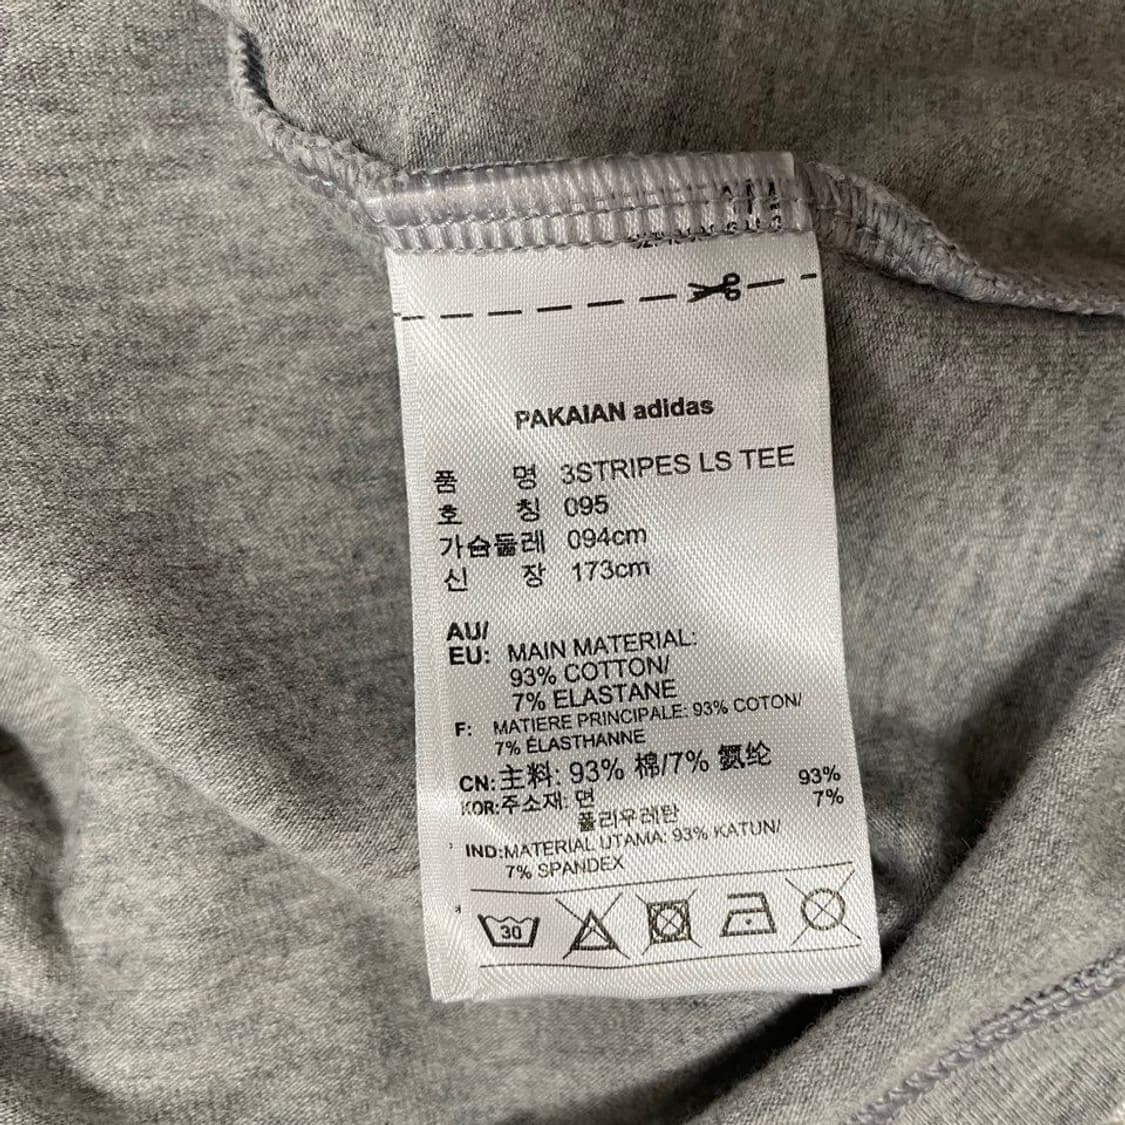 PAKAIAN adidas
품 명 3STRIPES LS TEE
호 칭 095
가슴둘레 094cm
신 장 173cm
AU/
EU: MAIN MATERIAL:
93% COTTON/
7% ELASTANE
F: MATIERE PRINCIPALE: 93% COTON/
7% ÉLASTHANNE
CN: 主料: 93% 棉/7% 氨纶
KOR: 주소재: 면 93%
폴리우레탄 7%
IND: MATERIAL UTAMA: 93% KATUN/
7% SPANDEX
30